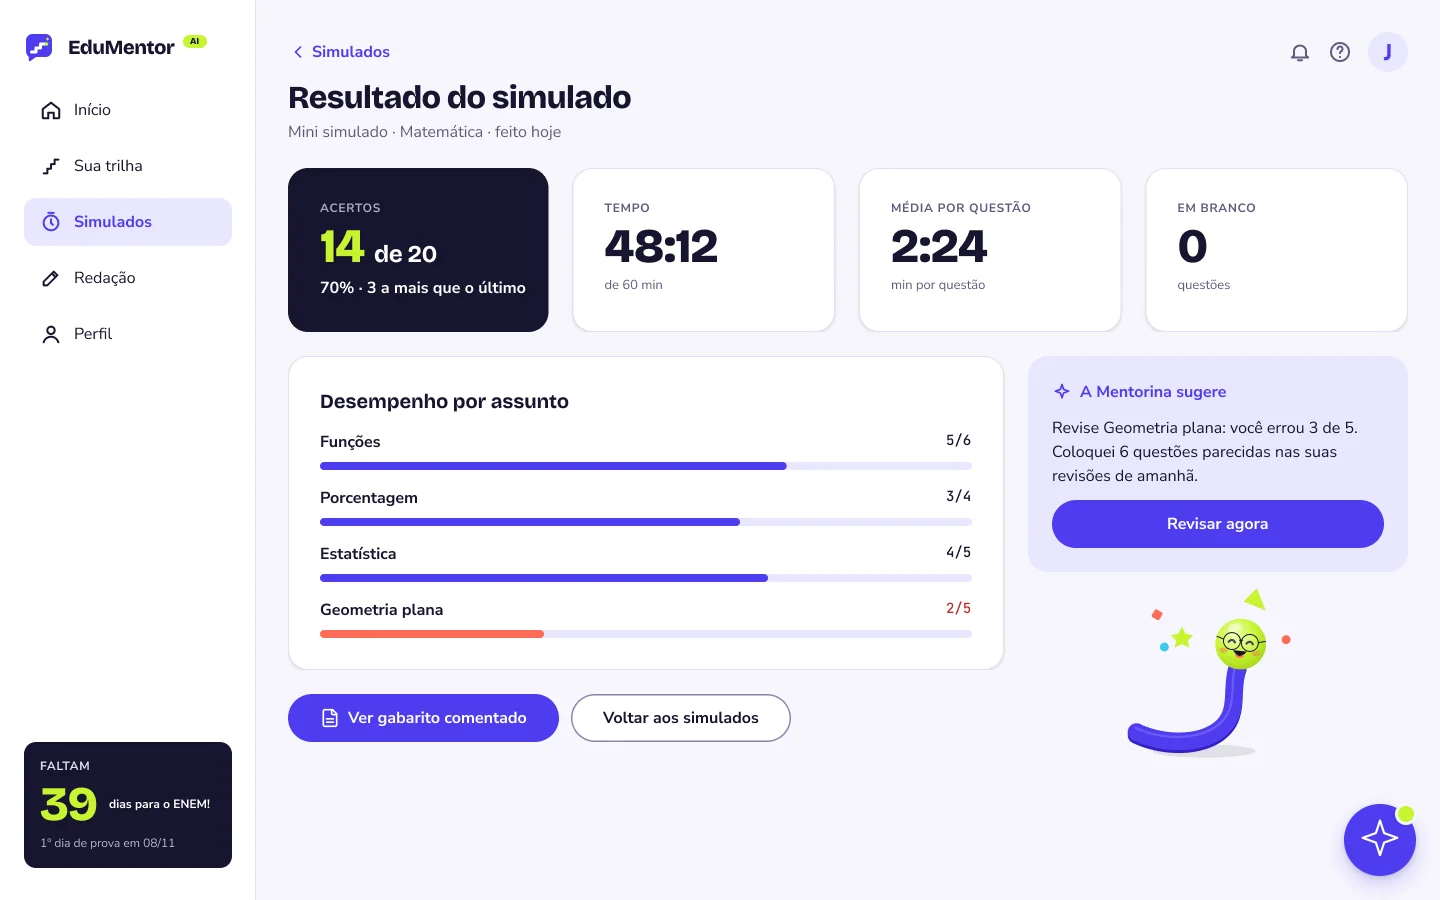 EduMentor AI
Início
Sua trilha
Simulados
Redação
Perfil
FALTAM
39 dias para o ENEM!
1º dia de prova em 08/11
Simulados
J
Resultado do simulado
Mini simulado · Matemática · feito hoje
ACERTOS
14 de 20
70% · 3 a mais que o último
TEMPO
48:12
de 60 min
MÉDIA POR QUESTÃO
2:24
min por questão
EM BRANCO
0
questões
Desempenho por assunto
Funções 5/6
Porcentagem 3/4
Estatística 4/5
Geometria plana 2/5
A Mentorina sugere
Revise Geometria plana: você errou 3 de 5.
Coloquei 6 questões parecidas nas suas
revisões de amanhã.
Revisar agora
Ver gabarito comentado
Voltar aos simulados